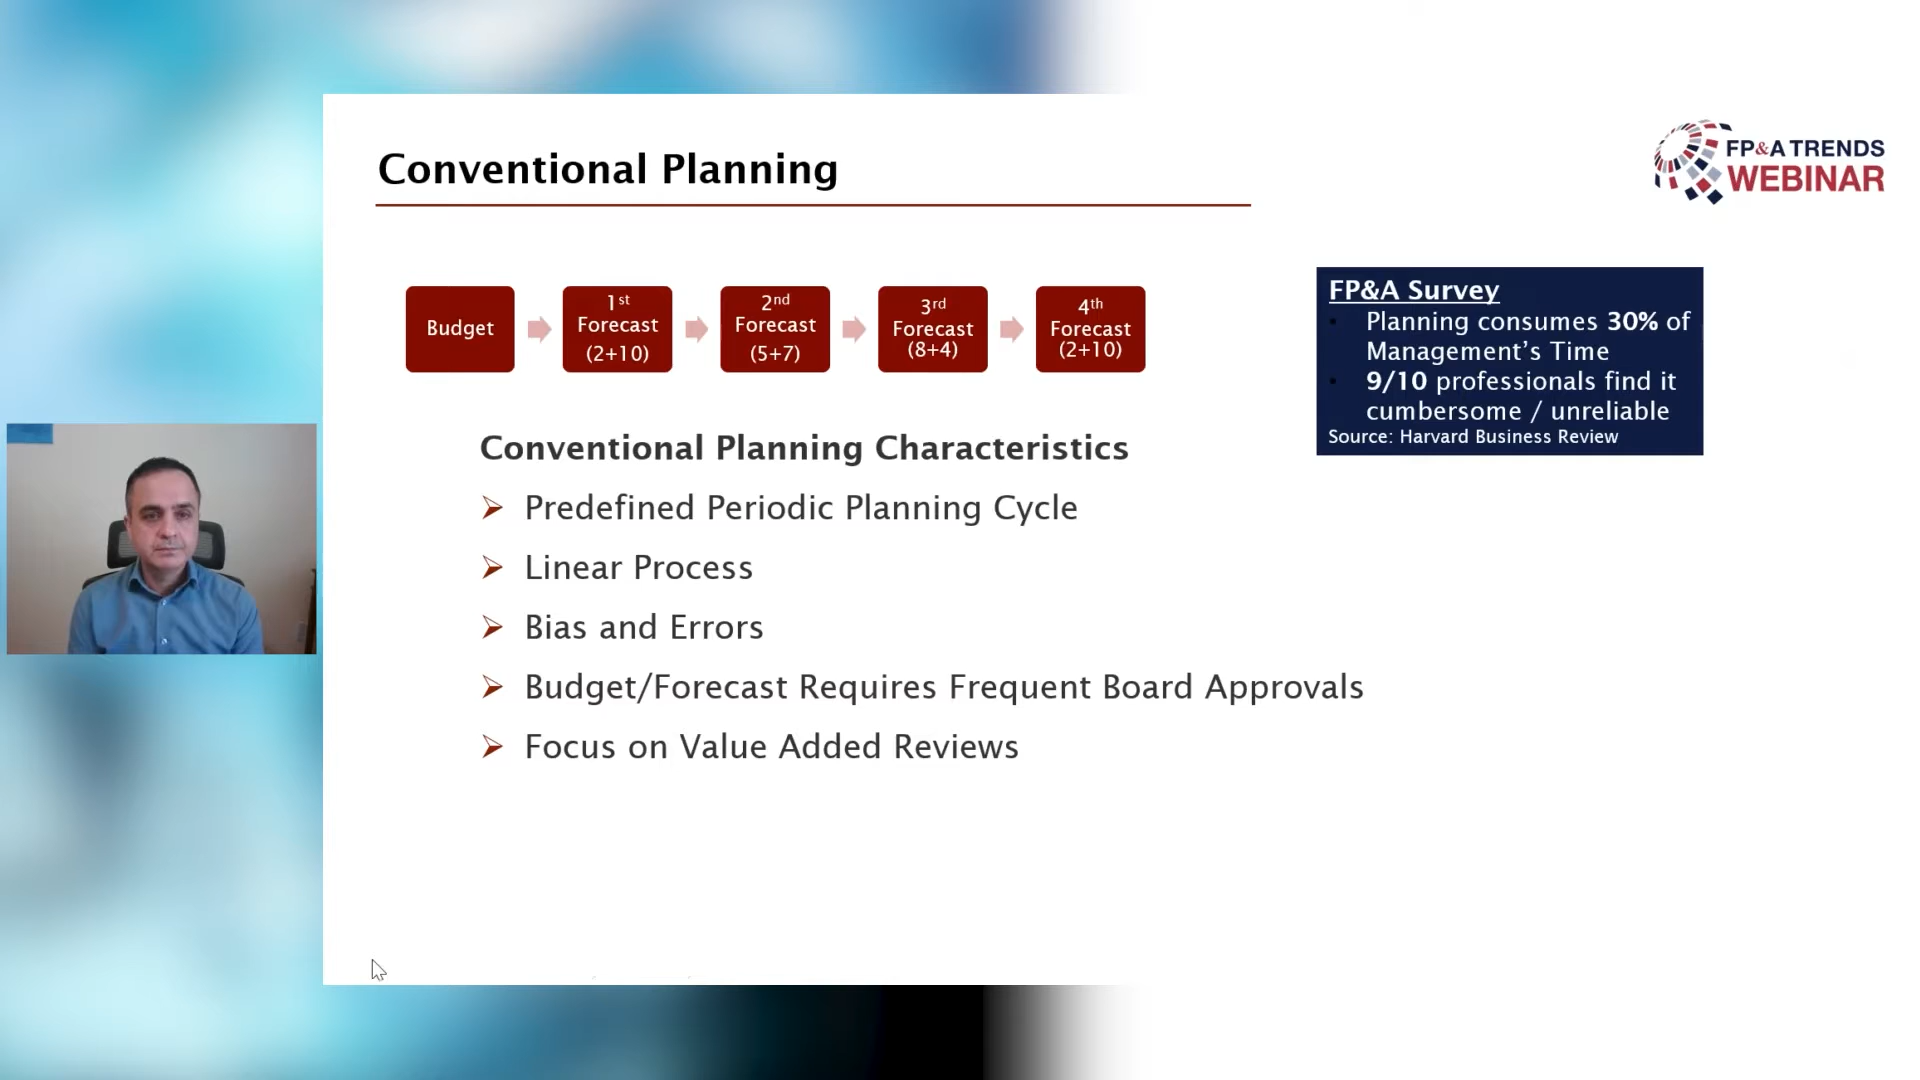 Conventional Planning
FP&A TRENDS
WEBINAR
Budget
1st
Forecast
(2+10)
2nd
Forecast
(5+7)
3rd
Forecast
(8+4)
4th
Forecast
(2+10)
FP&A Survey
Planning consumes 30% of
Management’s Time
9/10 professionals find it
cumbersome / unreliable
Source: Harvard Business Review
Conventional Planning Characteristics
Predefined Periodic Planning Cycle
Linear Process
Bias and Errors
Budget/Forecast Requires Frequent Board Approvals
Focus on Value Added Reviews